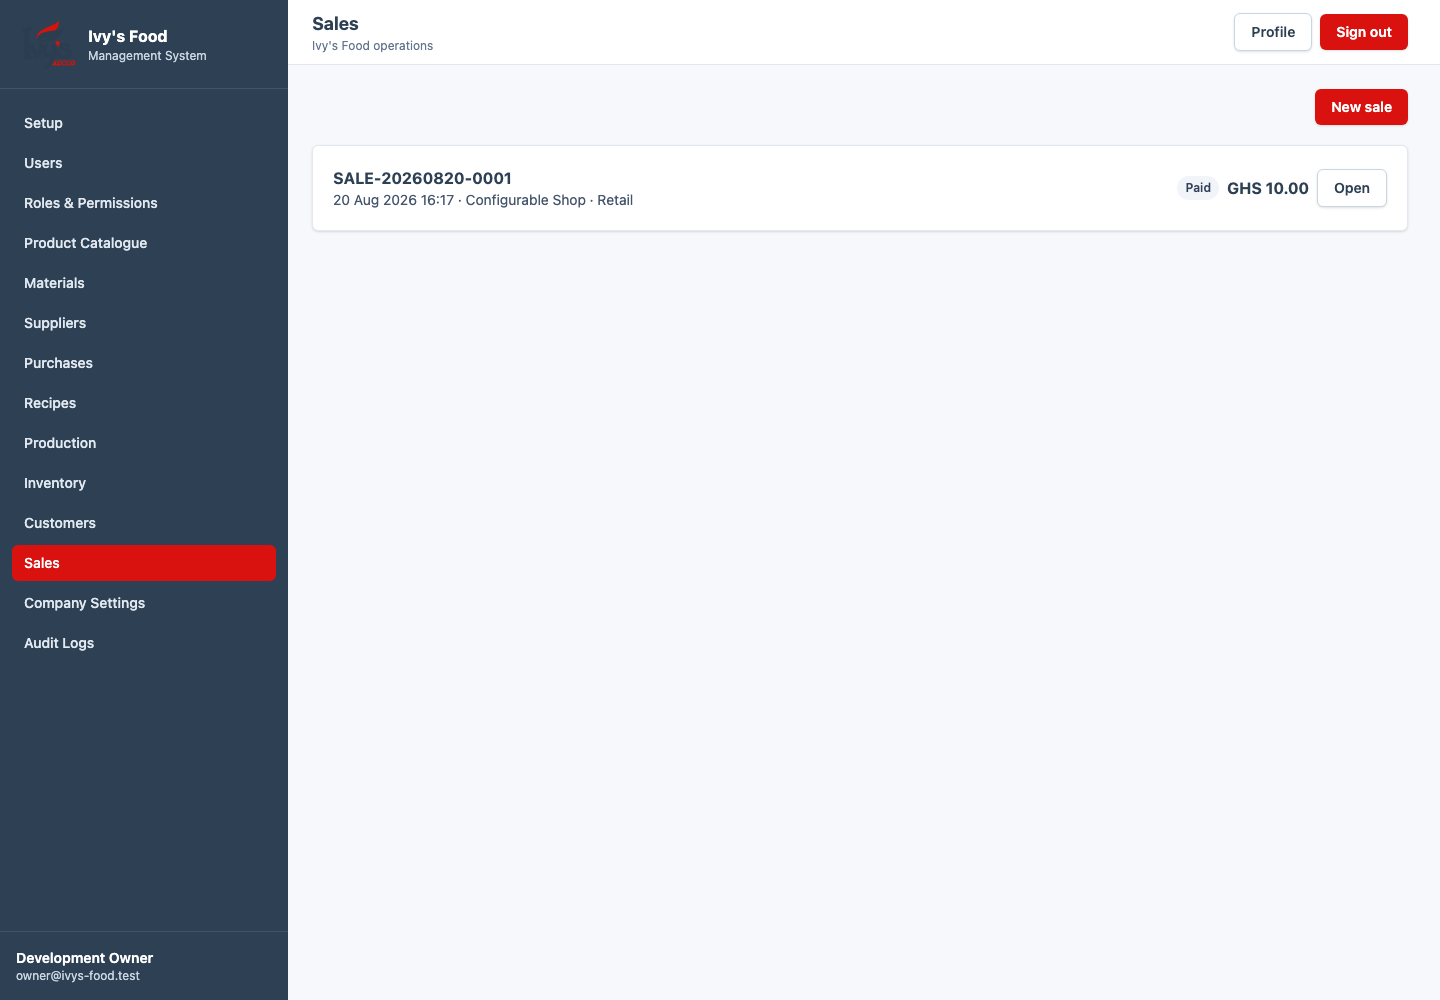 Ivy's Food
Management System
Setup
Users
Roles & Permissions
Product Catalogue
Materials
Suppliers
Purchases
Recipes
Production
Inventory
Customers
Sales
Company Settings
Audit Logs
Development Owner
owner@ivys-food.test
Sales
Ivy's Food operations
Profile
Sign out
New sale
SALE-20260820-0001
20 Aug 2026 16:17 · Configurable Shop · Retail
Paid
GHS 10.00
Open